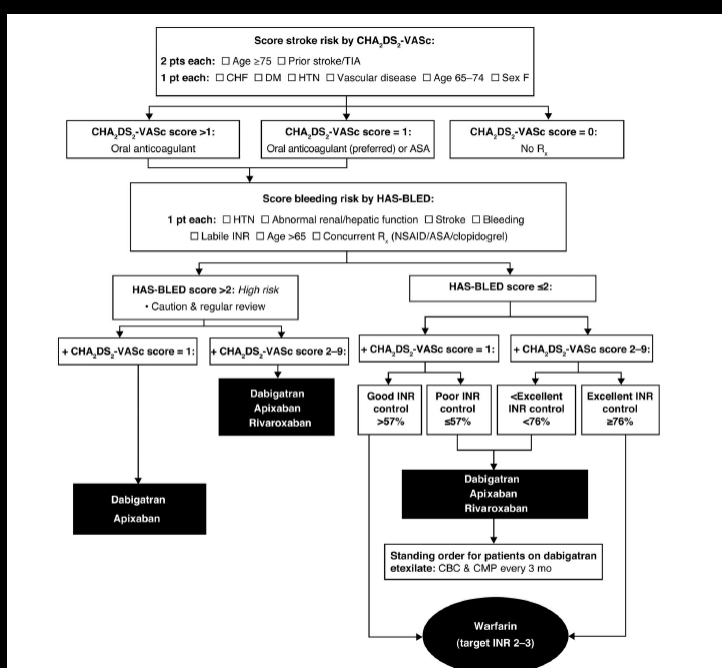 Score stroke risk by CHA₂DS₂-VASc:
2 pts each: ☐ Age ≥75 ☐ Prior stroke/TIA
1 pt each: ☐ CHF ☐ DM ☐ HTN ☐ Vascular disease ☐ Age 65–74 ☐ Sex F
CHA₂DS₂-VASc score >1:
Oral anticoagulant
CHA₂DS₂-VASc score = 1:
Oral anticoagulant (preferred) or ASA
CHA₂DS₂-VASc score = 0:
No Rₓ
Score bleeding risk by HAS-BLED:
1 pt each: ☐ HTN ☐ Abnormal renal/hepatic function ☐ Stroke ☐ Bleeding
☐ Labile INR ☐ Age >65 ☐ Concurrent Rₓ (NSAID/ASA/clopidogrel)
HAS-BLED score >2: High risk
• Caution & regular review
HAS-BLED score ≤2:
+ CHA₂DS₂-VASc score = 1:
+ CHA₂DS₂-VASc score 2–9:
+ CHA₂DS₂-VASc score = 1:
+ CHA₂DS₂-VASc score 2–9:
Dabigatran
Apixaban
Rivaroxaban
Good INR
control
>57%
Poor INR
control
≤57%
<Excellent
INR control
<76%
Excellent INR
control
≥76%
Dabigatran
Apixaban
Dabigatran
Apixaban
Rivaroxaban
Standing order for patients on dabigatran
etexilate: CBC & CMP every 3 mo
Warfarin
(target INR 2–3)